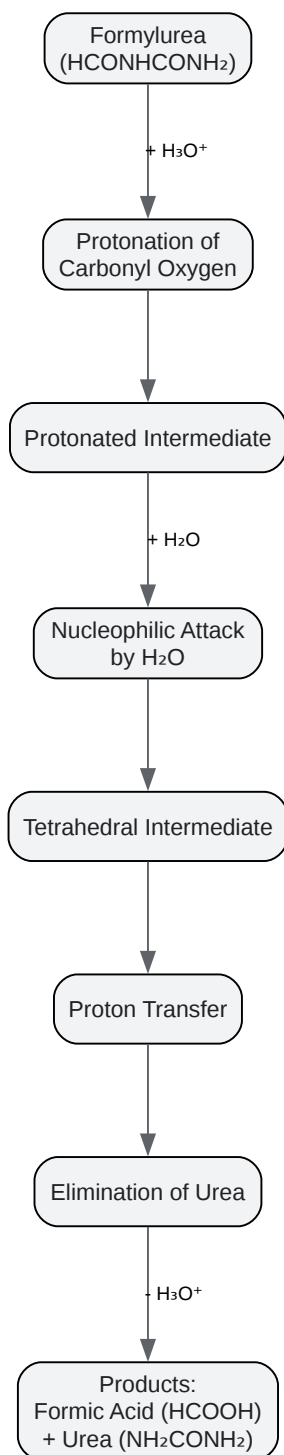 Formylurea
(HCONHCONH₂)
+ H₃O⁺
Protonation of
Carbonyl Oxygen
Protonated Intermediate
+ H₂O
Nucleophilic Attack
by H₂O
Tetrahedral Intermediate
Proton Transfer
Elimination of Urea
- H₃O⁺
Products:
Formic Acid (HCOOH)
+ Urea (NH₂CONH₂)